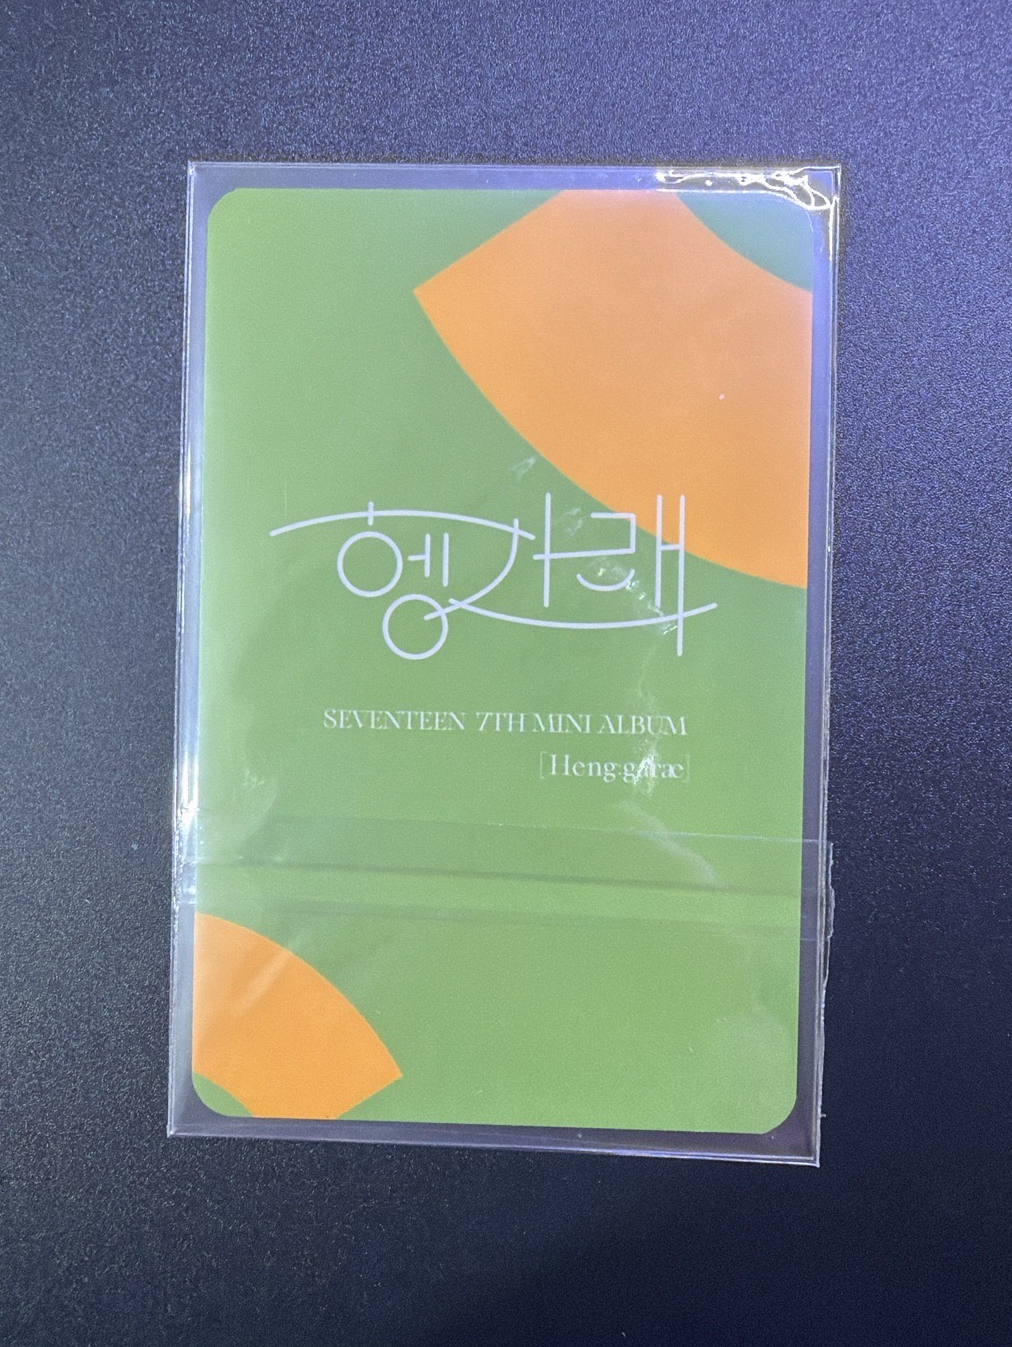 헹가래
SEVENTEEN 7TH MINI ALBUM
[Heng:garæ]